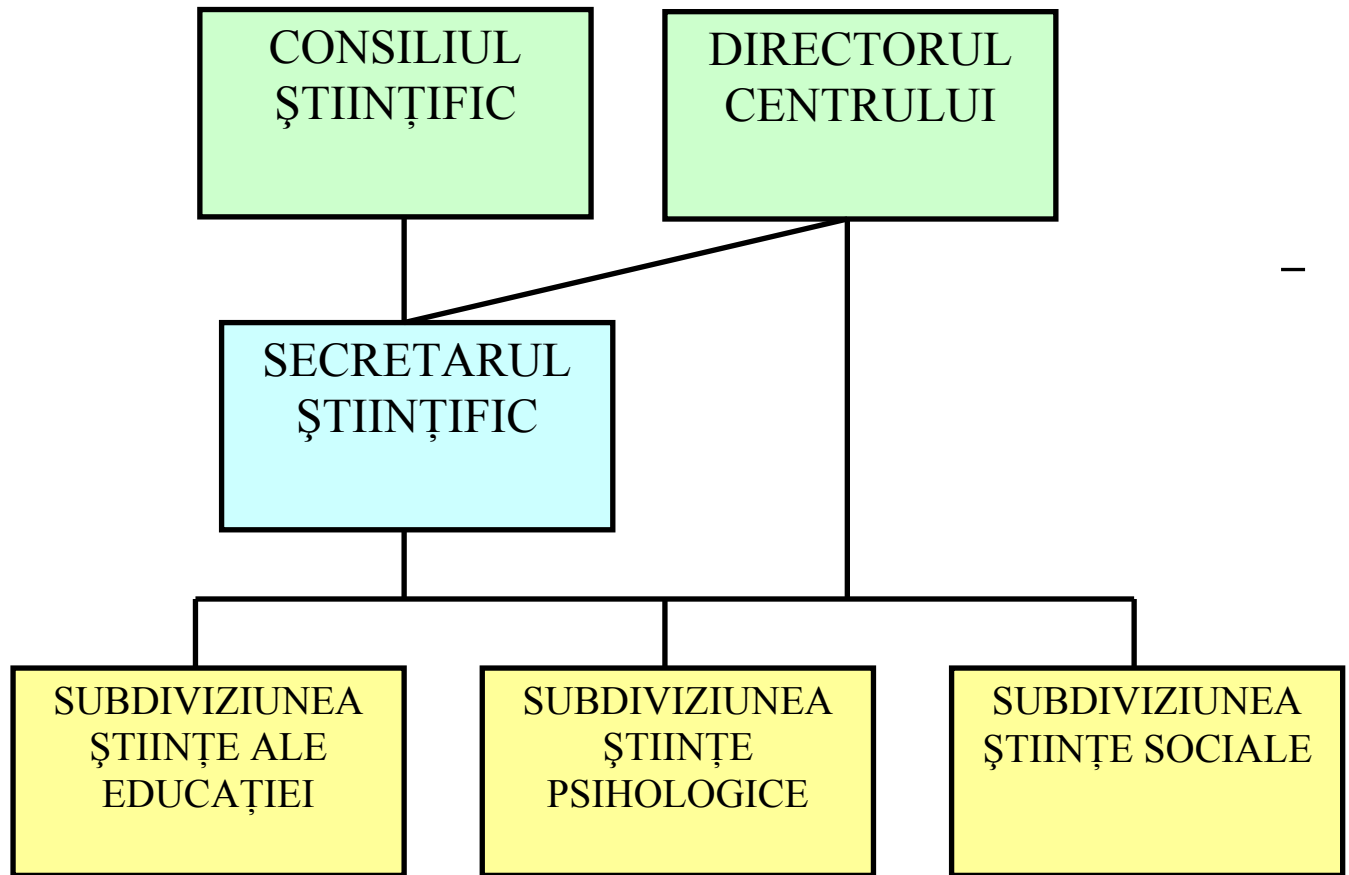 CONSILIUL
ŞTIINȚIFIC
DIRECTORUL
CENTRULUI
SECRETARUL
ŞTIINȚIFIC
SUBDIVIZIUNEA
ŞTIINȚE ALE
EDUCAȚIEI
SUBDIVIZIUNEA
ŞTIINȚE
PSIHOLOGICE
SUBDIVIZIUNEA
ŞTIINȚE SOCIALE